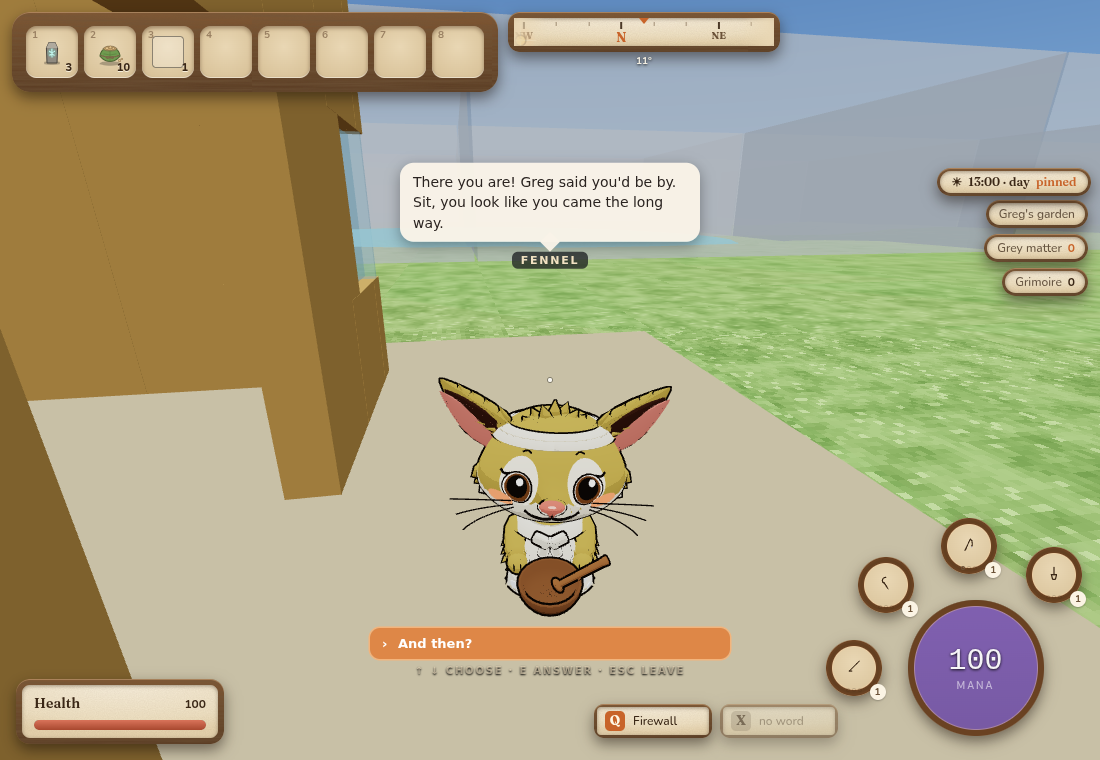 1
3
2
10
3
1
4
5
6
7
8
W
N
NE
11°
There you are! Greg said you'd be by.
Sit, you look like you came the long
way.
FENNEL
13:00 · day pinned
Greg's garden
Grey matter 0
Grimoire 0
› And then?
↑ ↓ CHOOSE · E ANSWER · ESC LEAVE
Health 100
1
1
1
1
100
MANA
Q Firewall
X no word